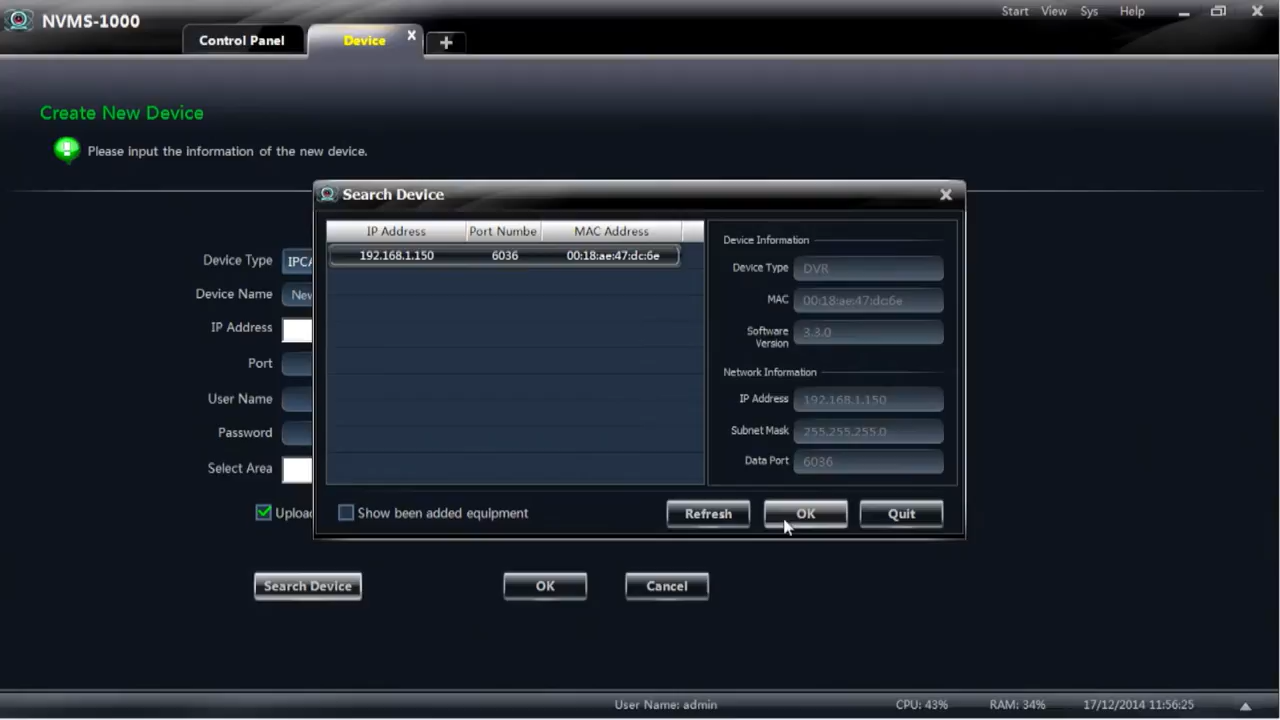 NVMS-1000
Start View Sys Help
Control Panel
Device
Create New Device
Please input the information of the new device.
Search Device
IP Address Port Numbe MAC Address
192.168.1.150 6036 00:18:ae:47:dc:6e
Device Information
Device Type DVR
MAC 00:18:ae:47:dc:6e
Software
Version
3.3.0
Network Information
IP Address 192.168.1.150
Subnet Mask 255.255.255.0
Data Port 6036
Show been added equipment
Refresh OK Quit
Device Type IPCA
Device Name New
IP Address
Port
User Name
Password
Select Area
Upload
Search Device OK Cancel
User Name: admin CPU: 43% RAM: 34% 17/12/2014 11:56:25